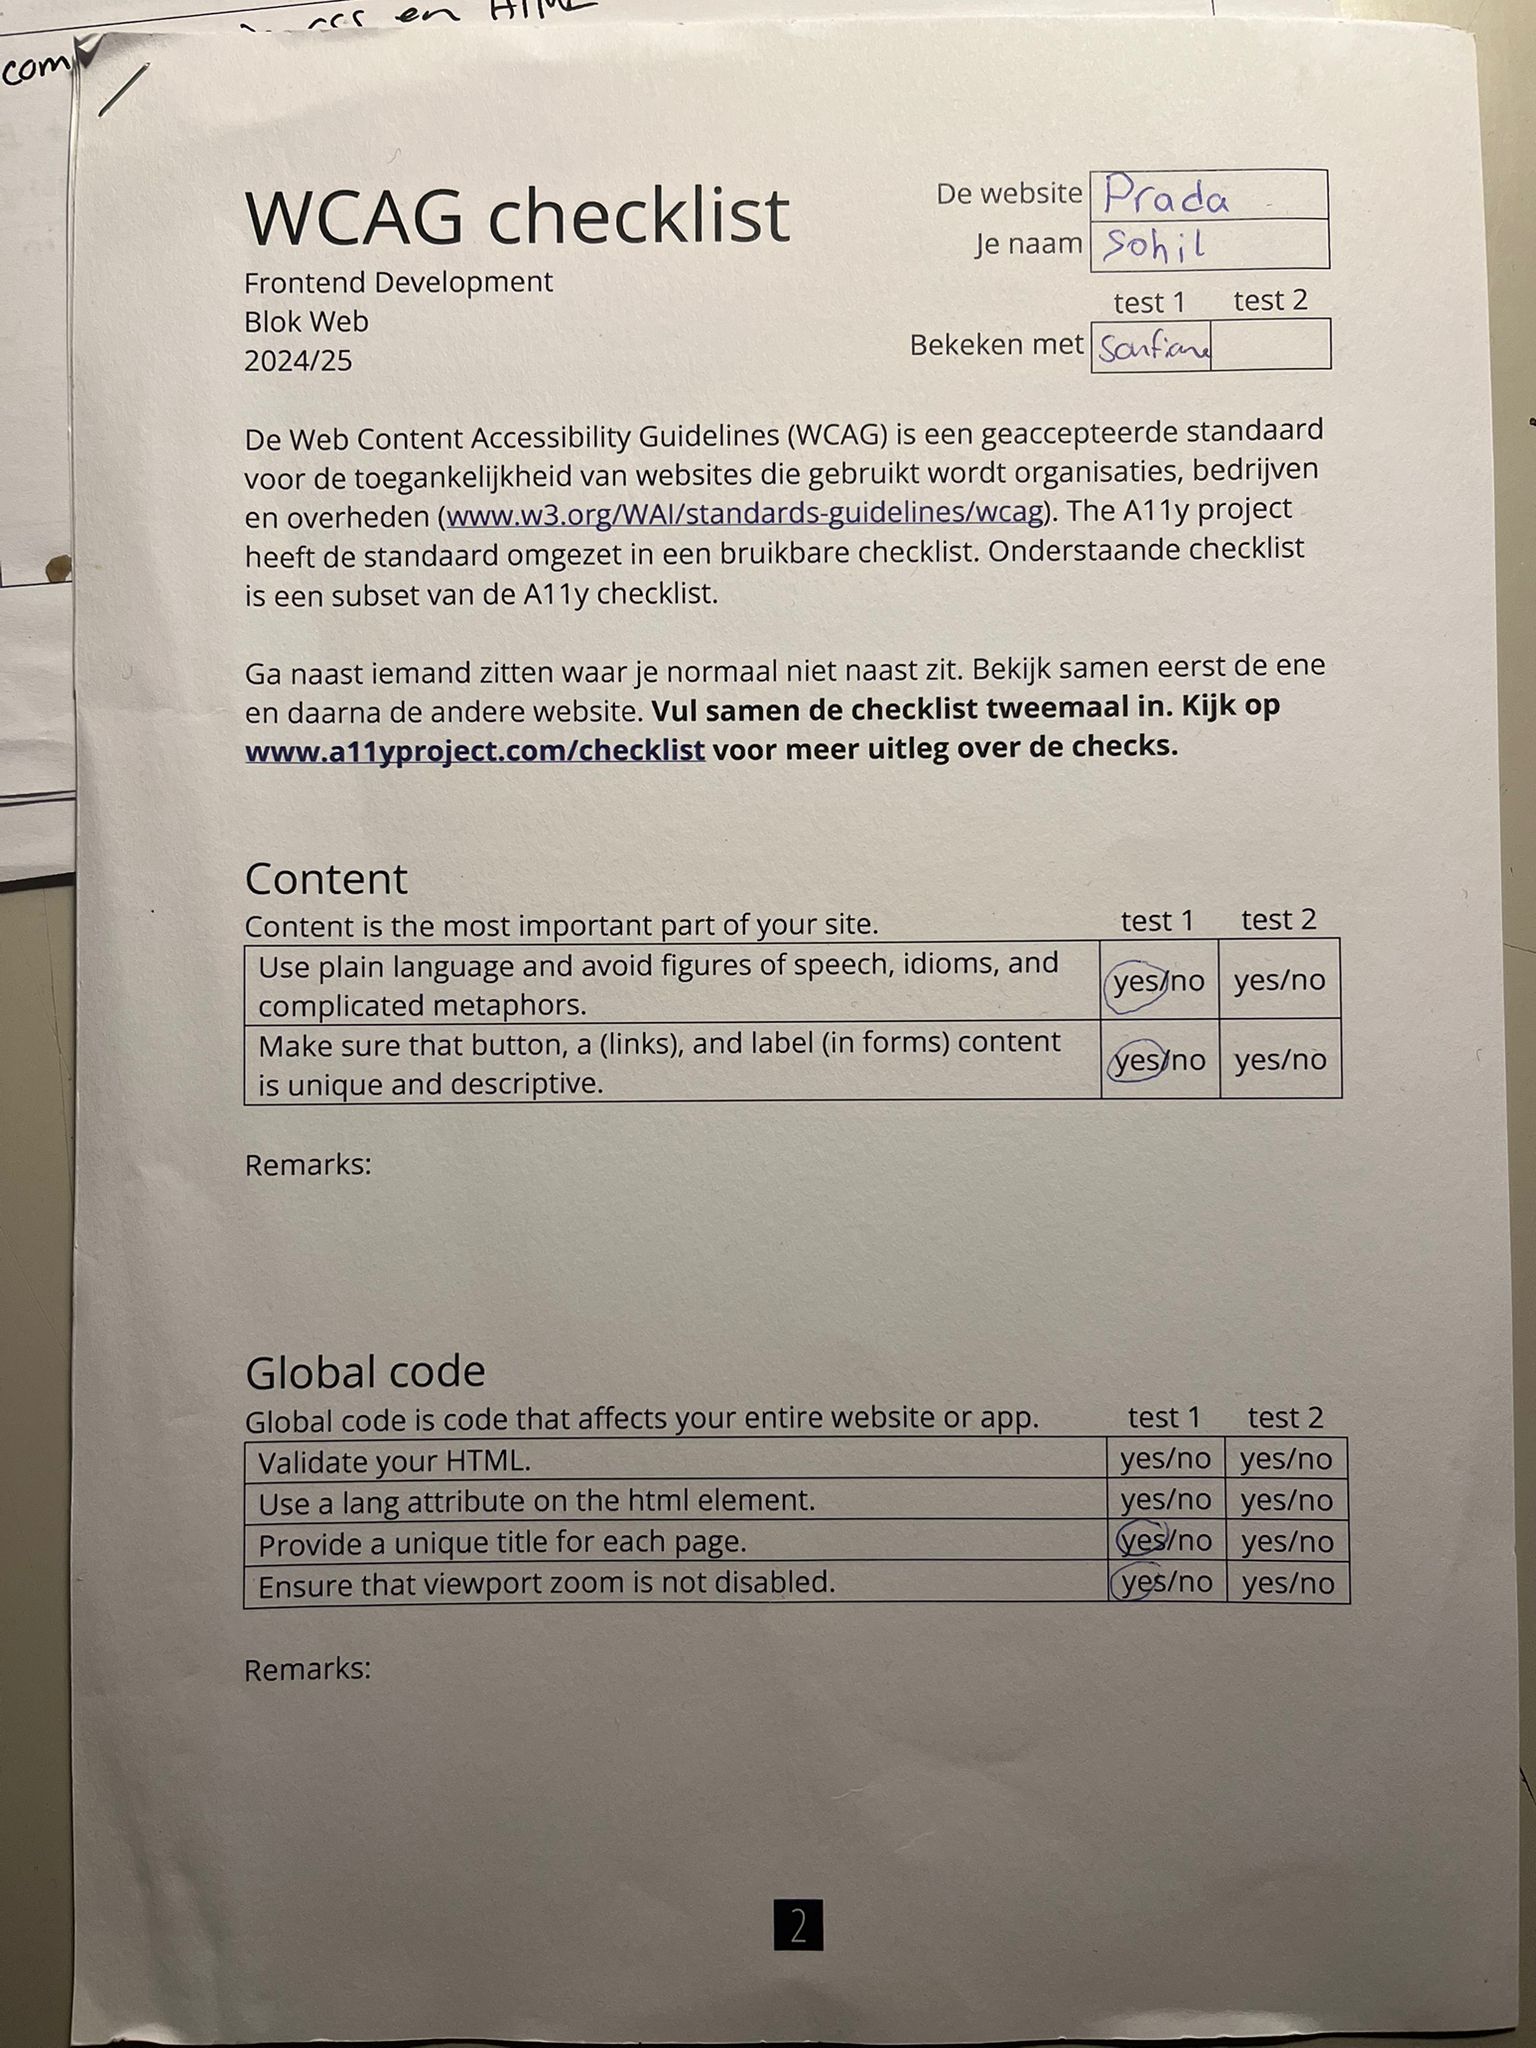 en HTML
com
WCAG checklist
De website Prada
Je naam Sohil
Frontend Development
Blok Web
2024/25
test 1 test 2
Bekeken met Soufiane
De Web Content Accessibility Guidelines (WCAG) is een geaccepteerde standaard
voor de toegankelijkheid van websites die gebruikt wordt organisaties, bedrijven
en overheden (www.w3.org/WAI/standards-guidelines/wcag). The A11y project
heeft de standaard omgezet in een bruikbare checklist. Onderstaande checklist
is een subset van de A11y checklist.
Ga naast iemand zitten waar je normaal niet naast zit. Bekijk samen eerst de ene
en daarna de andere website. Vul samen de checklist tweemaal in. Kijk op
www.a11yproject.com/checklist voor meer uitleg over de checks.
Content
Content is the most important part of your site. test 1 test 2
Use plain language and avoid figures of speech, idioms, and
complicated metaphors. yes/no yes/no
Make sure that button, a (links), and label (in forms) content
is unique and descriptive. yes/no yes/no
Remarks:
Global code
Global code is code that affects your entire website or app. test 1 test 2
Validate your HTML. yes/no yes/no
Use a lang attribute on the html element. yes/no yes/no
Provide a unique title for each page. yes/no yes/no
Ensure that viewport zoom is not disabled. yes/no yes/no
Remarks:
2